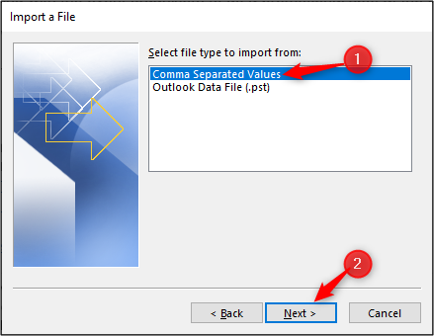 Import a File
Select file type to import from:
Comma Separated Values
1
Outlook Data File (.pst)
2
< Back
Next >
Cancel